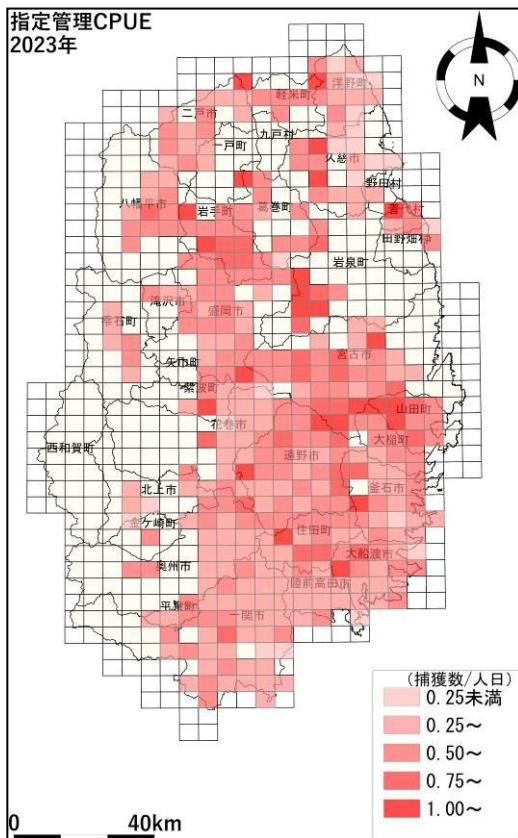 指定管理CPUE
2023年
N
洋野町
軽米町
二戸市
九戸村
一戸町
久慈市
野田村
八幡平市
岩手町
葛巻町
普代村
田野畑村
岩泉町
滝沢市
盛岡市
雫石町
宮古市
矢巾町
紫波町
山田町
花巻市
大槌町
西和賀町
遠野市
釜石市
北上市
金ケ崎町
住田町
大船渡市
奥州市
陸前高田市
平泉町
一関市
(捕獲数/人日)
0.25未満
0.25～
0.50～
0.75～
1.00～
0 40km